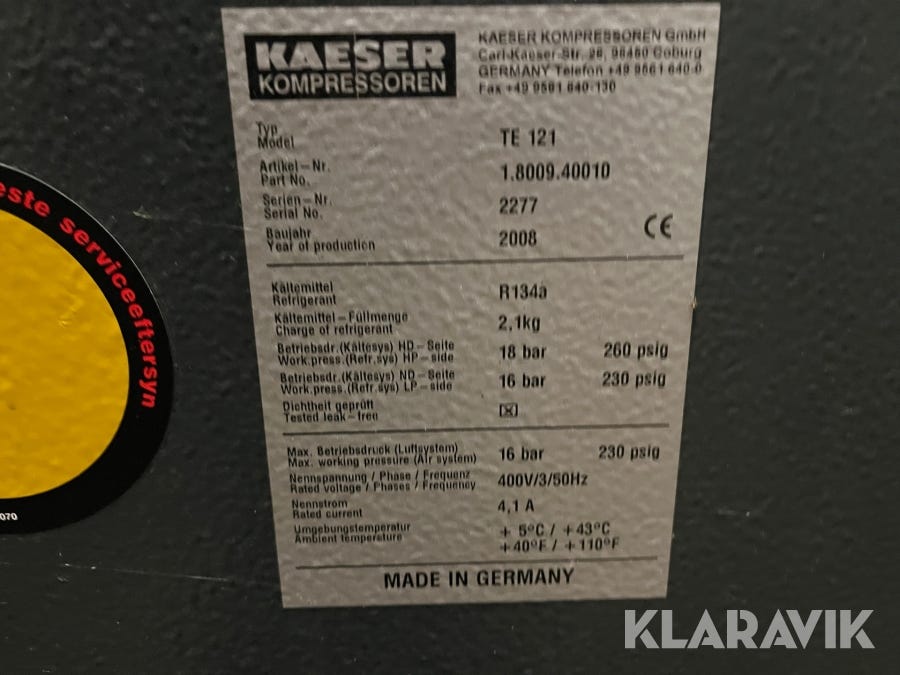 KAESER
KOMPRESSOREN
KAESER KOMPRESSOREN GmbH
Carl-Kaeser-Str. 26, 96450 Coburg
GERMANY Telefon +49 9561 640-0
Fax +49 9561 640-130
Typ
Model
TE 121
Artikel-Nr.
Part No.
1.8009.40010
Serien-Nr.
Serial No.
2277
Baujahr
Year of production
2008
CE
Kältemittel
Refrigerant
R134a
Kältemittel-Füllmenge
Charge of refrigerant
2,1kg
Betriebsdr.(Kältesys) HD-Seite
Work.press.(Refr.sys) HP-side
18 bar 260 psig
Betriebsdr.(Kältesys) ND-Seite
Work.press.(Refr.sys) LP-side
16 bar 230 psig
Dichtheit geprüft
Tested leak-free
Max. Betriebsdruck (Luftsystem)
Max. working pressure (Air system)
16 bar 230 psig
Nennspannung / Phase / Frequenz
Rated voltage / Phases / Frequency
400V/3/50Hz
Nennstrom
Rated current
4,1 A
Umgebungstemperatur
Ambient temperature
+ 5ºC / +43ºC
+40ºF / +110ºF
MADE IN GERMANY
este serviceeftersyn
070
KLARAVIK